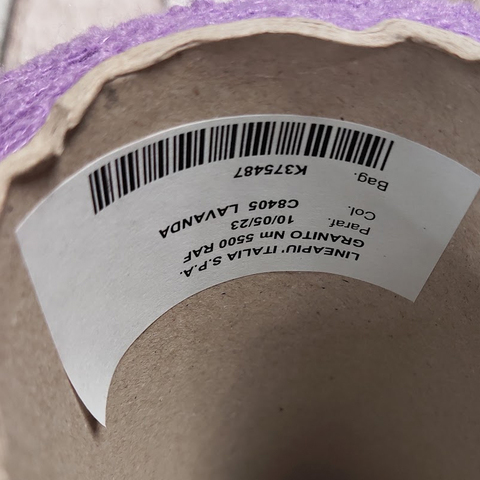 LINEAPIU' ITALIA S.P.A.
GRANITO Nm 5500 RAF
Paraf. 10/05/23
Col. C8405 LAVANDA
Bag. K375487